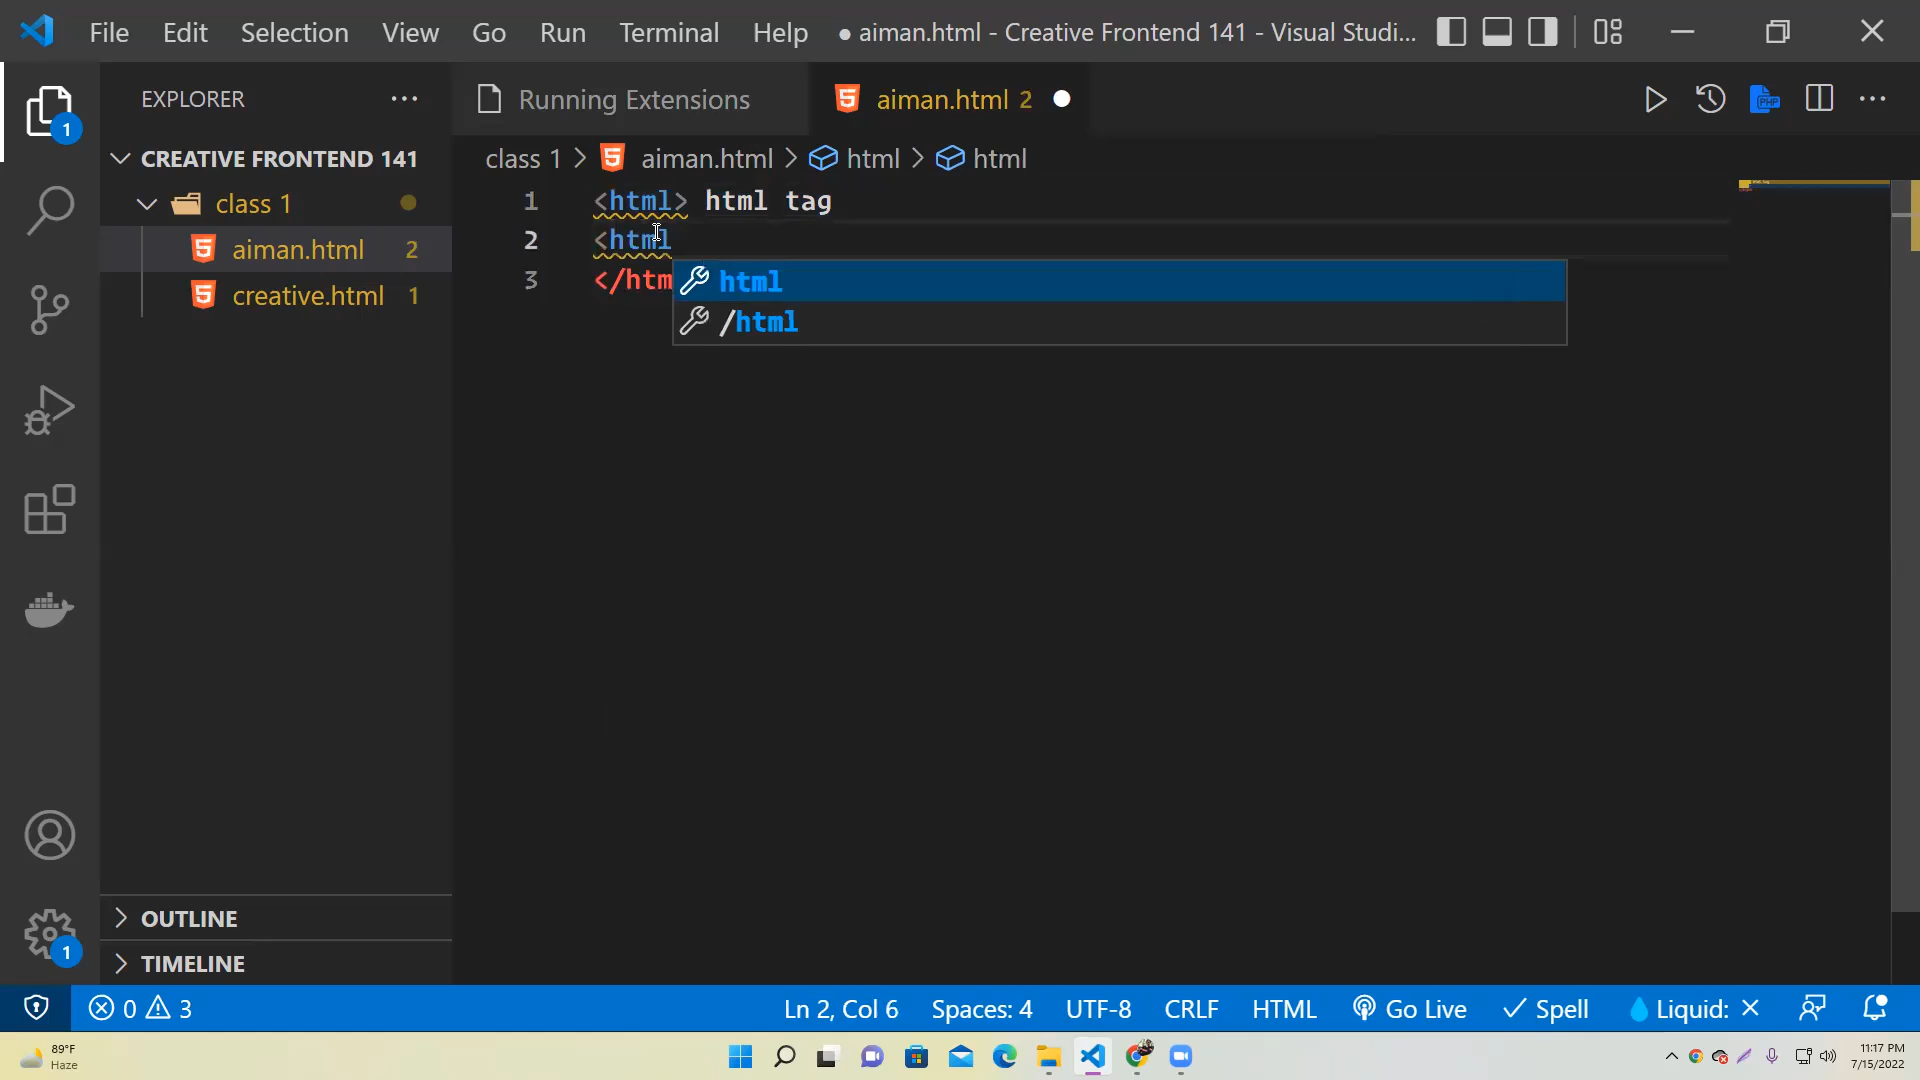 File Edit Selection View Go Run Terminal Help ● aiman.html - Creative Frontend 141 - Visual Studi...
EXPLORER
Running Extensions
aiman.html 2
1
CREATIVE FRONTEND 141
class 1 > aiman.html > html > html
class 1
aiman.html 2
creative.html 1
1 <html> html tag
2 <html
3 </htm
html
/html
OUTLINE
1
TIMELINE
0 3 Ln 2, Col 6 Spaces: 4 UTF-8 CRLF HTML Go Live Spell Liquid:
PHP
89°F
Haze
11:17 PM
7/15/2022